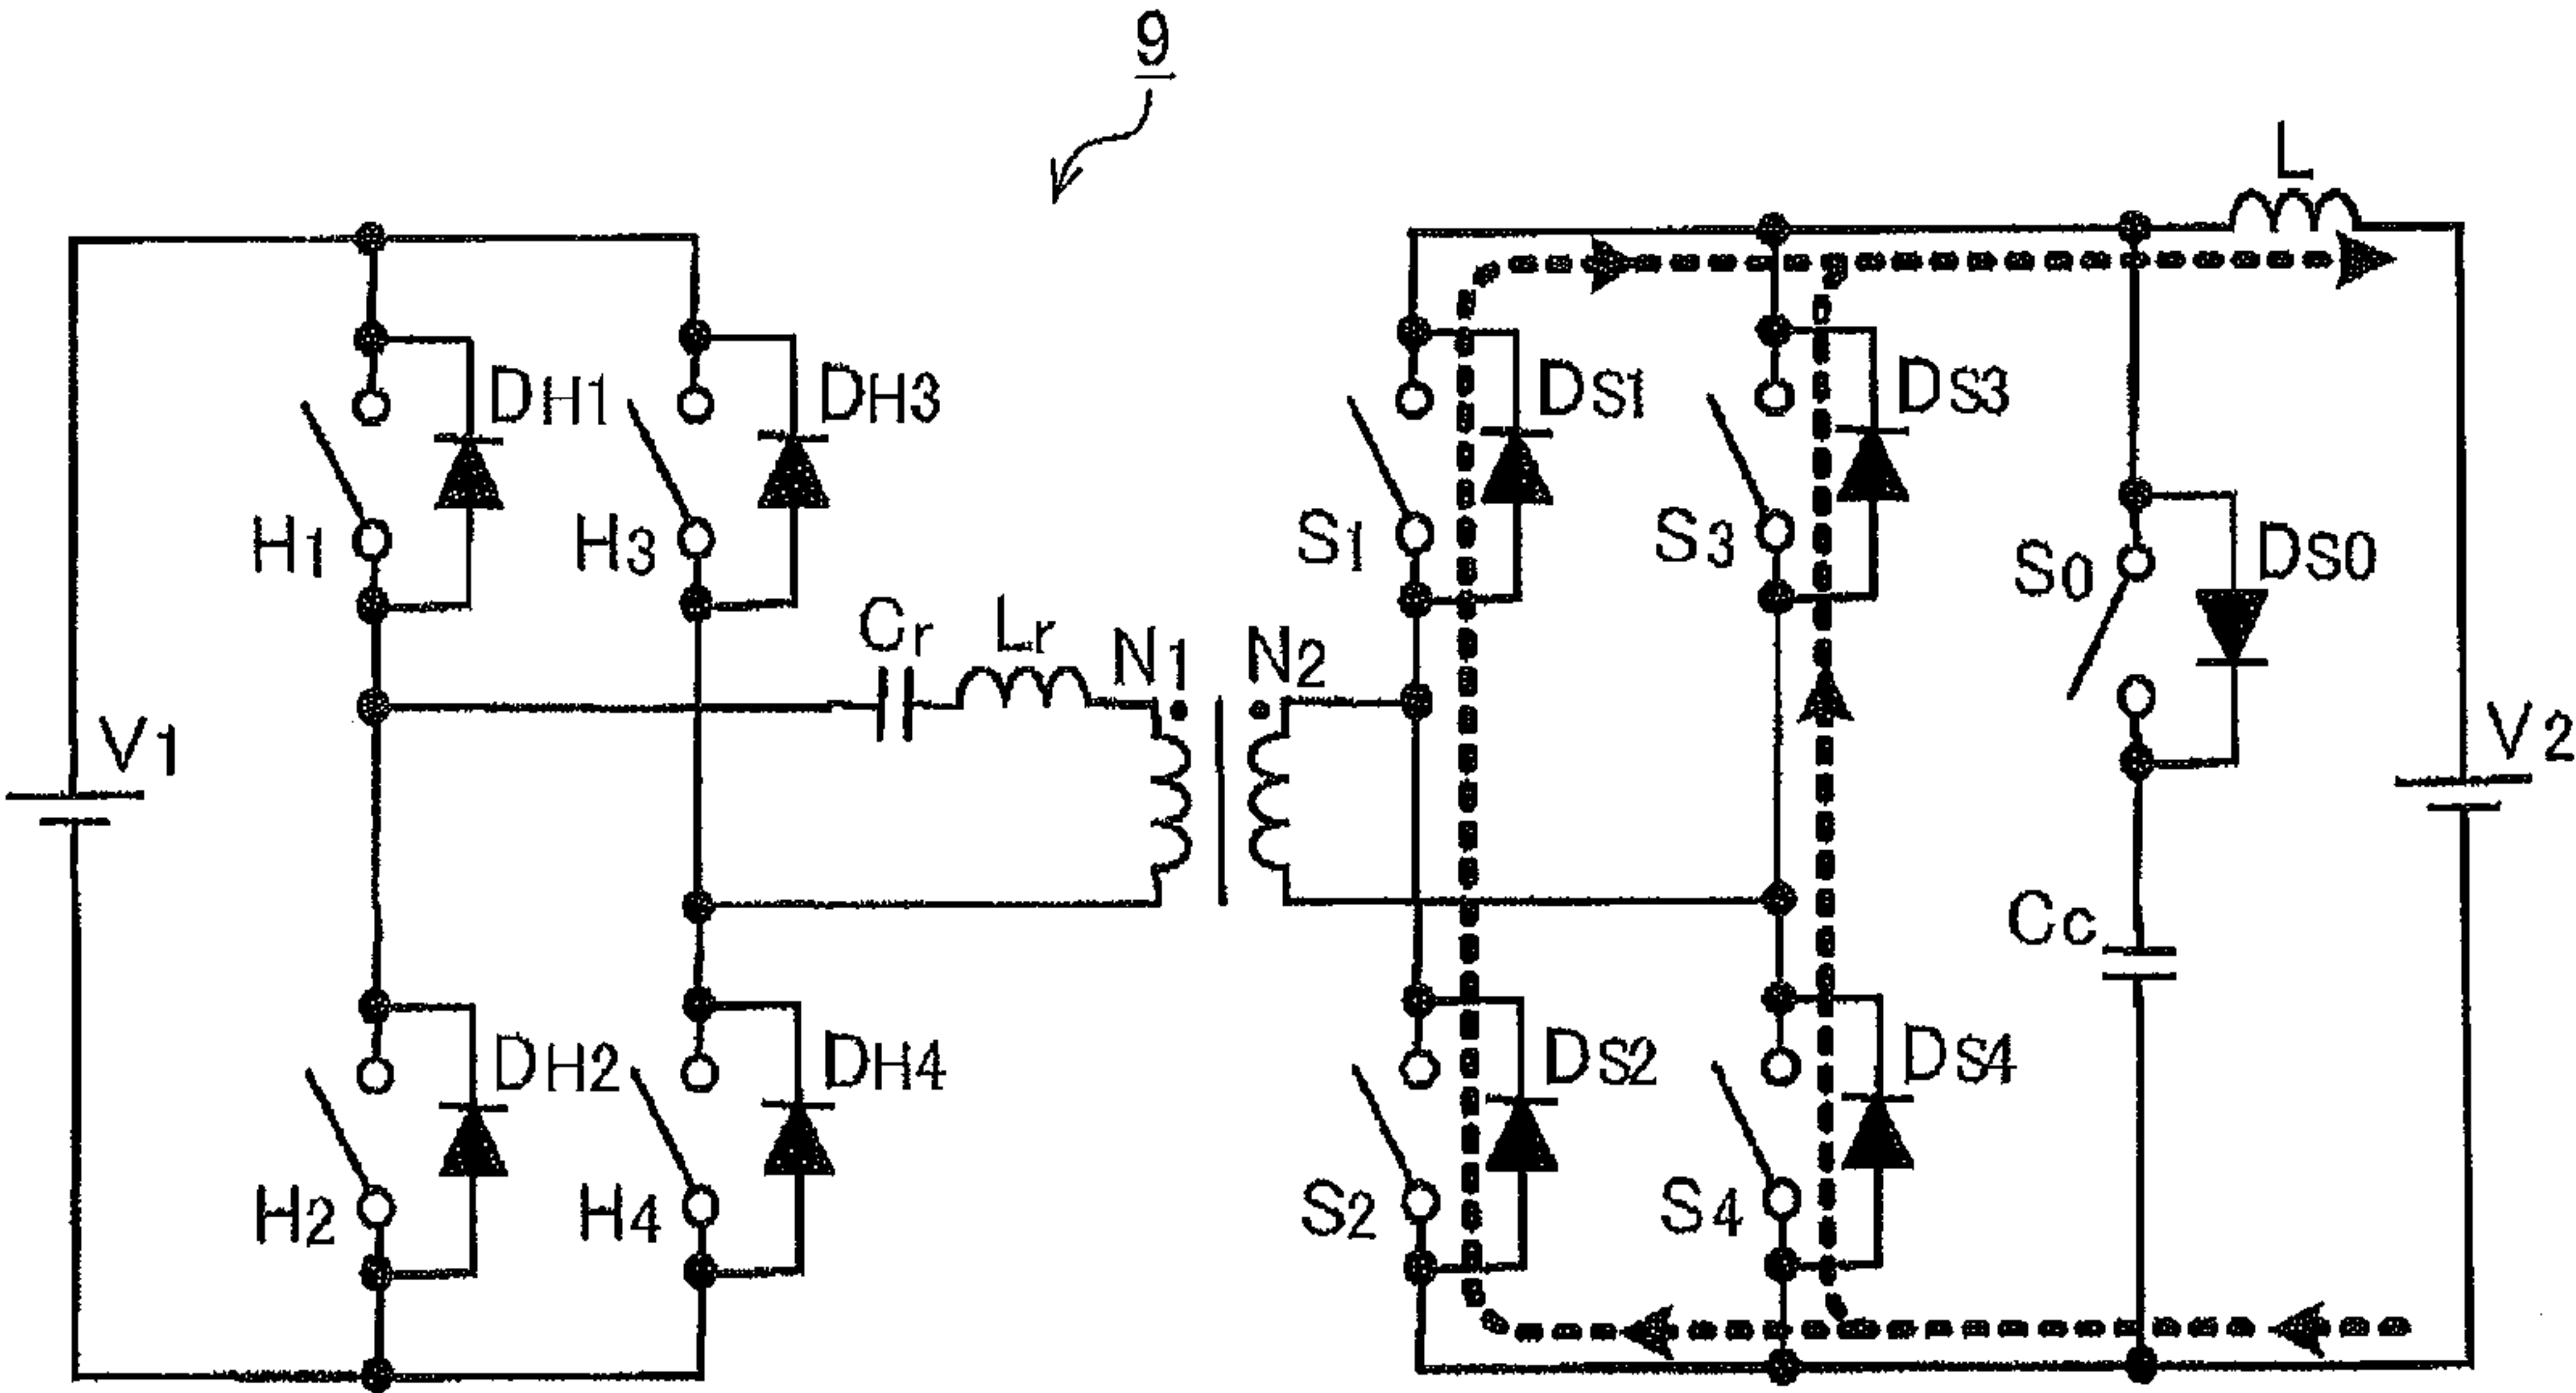 9
L
DH1
DH3
DS1
DS3
H1
H3
S1
S3
S0
DS0
Cr
Lr
N1
N2
V1
V2
Cc
DH2
DH4
DS2
DS4
H2
H4
S2
S4